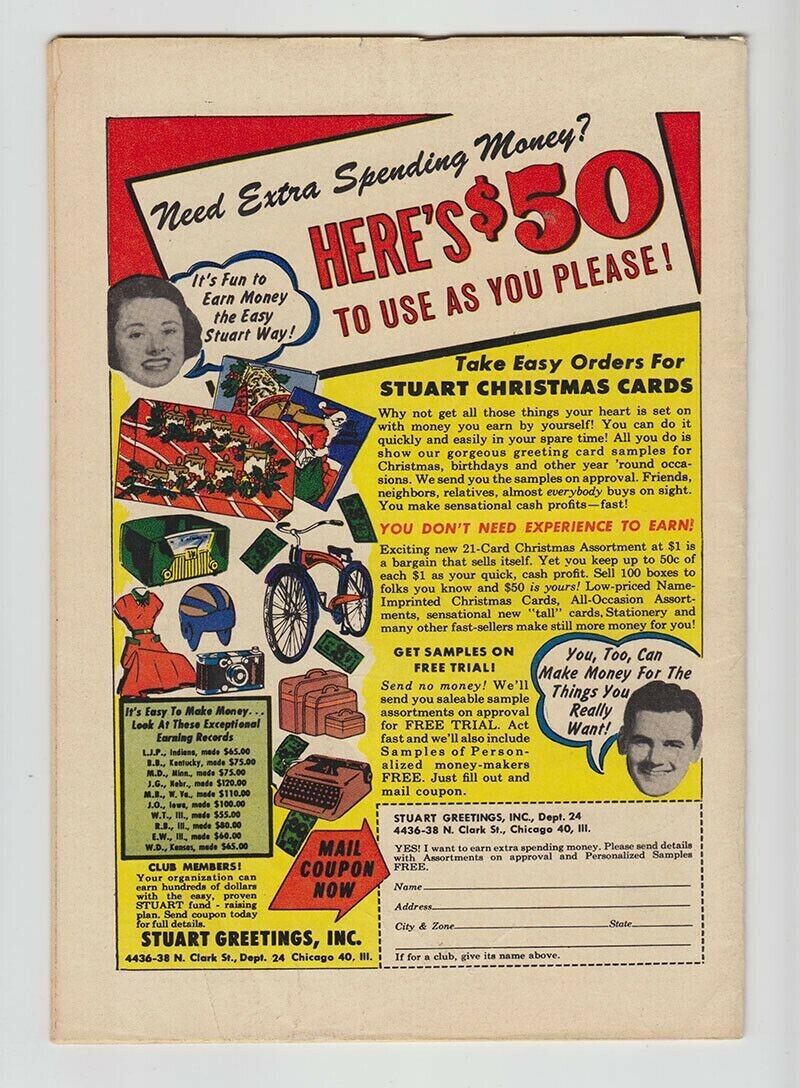 Need Extra Spending Money?
HERE'S $50
TO USE AS YOU PLEASE!
It's Fun to
Earn Money
the Easy
Stuart Way!
Take Easy Orders For
STUART CHRISTMAS CARDS
Why not get all those things your heart is set on
with money you earn by yourself! You can do it
quickly and easily in your spare time! All you do is
show our gorgeous greeting card samples for
Christmas, birthdays and other year 'round occa-
sions. We send you the samples on approval. Friends,
neighbors, relatives, almost everybody buys on sight.
You make sensational cash profits—fast!
YOU DON'T NEED EXPERIENCE TO EARN!
Exciting new 21-Card Christmas Assortment at $1 is
a bargain that sells itself. Yet you keep up to 50c of
each $1 as your quick, cash profit. Sell 100 boxes to
folks you know and $50 is yours! Low-priced Name-
Imprinted Christmas Cards, All-Occasion Assort-
ments, sensational new "tall" cards, Stationery and
many other fast-sellers make still more money for you!
GET SAMPLES ON
FREE TRIAL!
Send no money! We'll
send you saleable sample
assortments on approval
for FREE TRIAL. Act
fast and we'll also include
Samples of Person-
alized money-makers
FREE. Just fill out and
mail coupon.
You, Too, Can
Make Money For The
Things You
Really
Want!
It's Easy To Make Money...
Look At These Exceptional
Earning Records
L.J.P., Indiana, made $65.00
B.B., Kentucky, made $75.00
M.D., Minn., made $75.00
J.G., Nebr., made $120.00
M.B., W. Va., made $110.00
J.O., Iowa, made $100.00
W.T., Ill., made $55.00
R.B., Ill., made $80.00
E.W., Ill., made $60.00
W.D., Kansas, made $65.00
CLUB MEMBERS!
Your organization can
earn hundreds of dollars
with the easy, proven
STUART fund-raising
plan. Send coupon today
for full details.
STUART GREETINGS, INC.
4436-38 N. Clark St., Dept. 24 Chicago 40, Ill.
MAIL
COUPON
NOW
STUART GREETINGS, INC., Dept. 24
4436-38 N. Clark St., Chicago 40, Ill.
YES! I want to earn extra spending money. Please send details
with Assortments on approval and Personalized Samples
FREE.
Name
Address
City & Zone State
If for a club, give its name above.